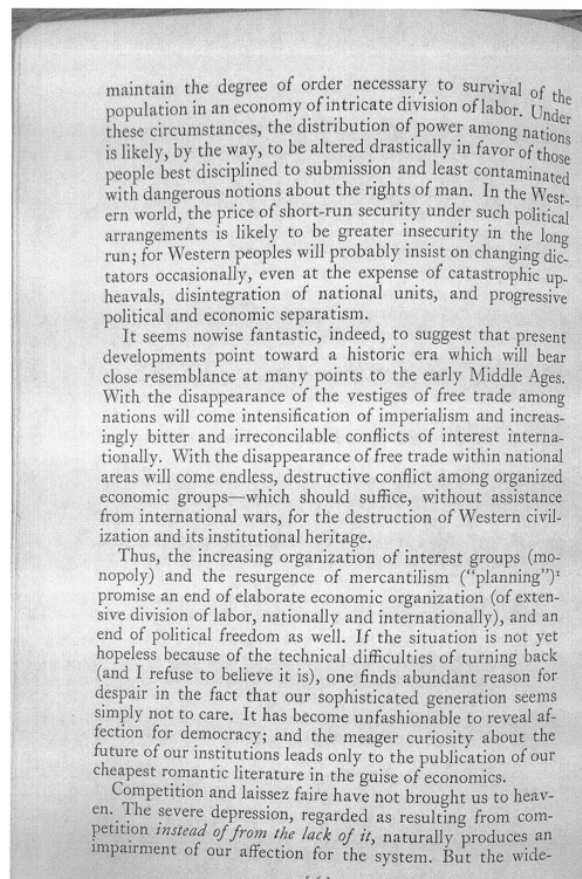 maintain the degree of order necessary to survival of the
population in an economy of intricate division of labor. Under
these circumstances, the distribution of power among nations
is likely, by the way, to be altered drastically in favor of those
people best disciplined to submission and least contaminated
with dangerous notions about the rights of man. In the West-
ern world, the price of short-run security under such political
arrangements is likely to be greater insecurity in the long
run; for Western peoples will probably insist on changing dic-
tators occasionally, even at the expense of catastrophic up-
heavals, disintegration of national units, and progressive
political and economic separatism.
It seems nowise fantastic, indeed, to suggest that present
developments point toward a historic era which will bear
close resemblance at many points to the early Middle Ages.
With the disappearance of the vestiges of free trade among
nations will come intensification of imperialism and increas-
ingly bitter and irreconcilable conflicts of interest interna-
tionally. With the disappearance of free trade within national
areas will come endless, destructive conflict among organized
economic groups—which should suffice, without assistance
from international wars, for the destruction of Western civil-
ization and its institutional heritage.
Thus, the increasing organization of interest groups (mo-
nopoly) and the resurgence of mercantilism (“planning”)¹
promise an end of elaborate economic organization (of exten-
sive division of labor, nationally and internationally), and an
end of political freedom as well. If the situation is not yet
hopeless because of the technical difficulties of turning back
(and I refuse to believe it is), one finds abundant reason for
despair in the fact that our sophisticated generation seems
simply not to care. It has become unfashionable to reveal af-
fection for democracy; and the meager curiosity about the
future of our institutions leads only to the publication of our
cheapest romantic literature in the guise of economics.
Competition and laissez faire have not brought us to heav-
en. The severe depression, regarded as resulting from com-
petition instead of from the lack of it, naturally produces an
impairment of our affection for the system. But the wide-